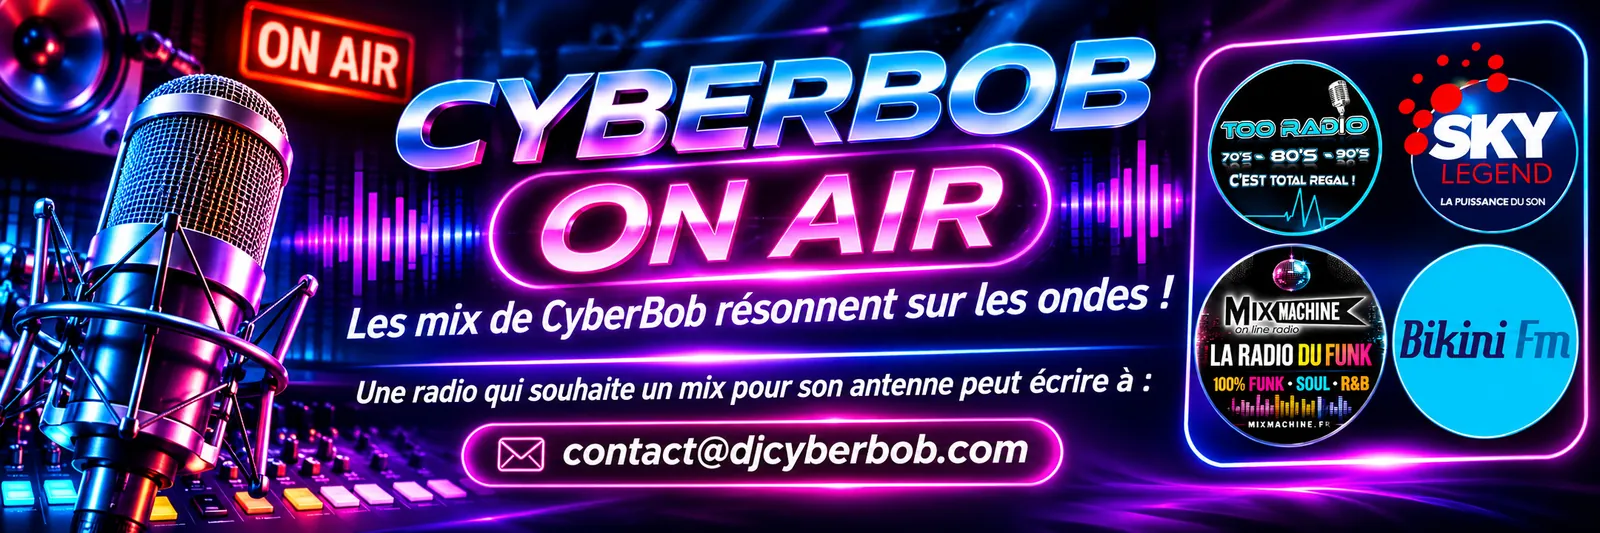 ON AIR
CYBERBOB
ON AIR
Les mix de CyberBob résonnent sur les ondes !
Une radio qui souhaite un mix pour son antenne peut écrire à :
contact@djcyberbob.com
TOO RADIO
70'S - 80'S - 90'S
C'EST TOTAL REGAL !
SKY
LEGEND
LA PUISSANCE DU SON
MIX MACHINE
on line radio
LA RADIO DU FUNK
100% FUNK • SOUL • R&B
MIXMACHINE.FR
Bikini Fm